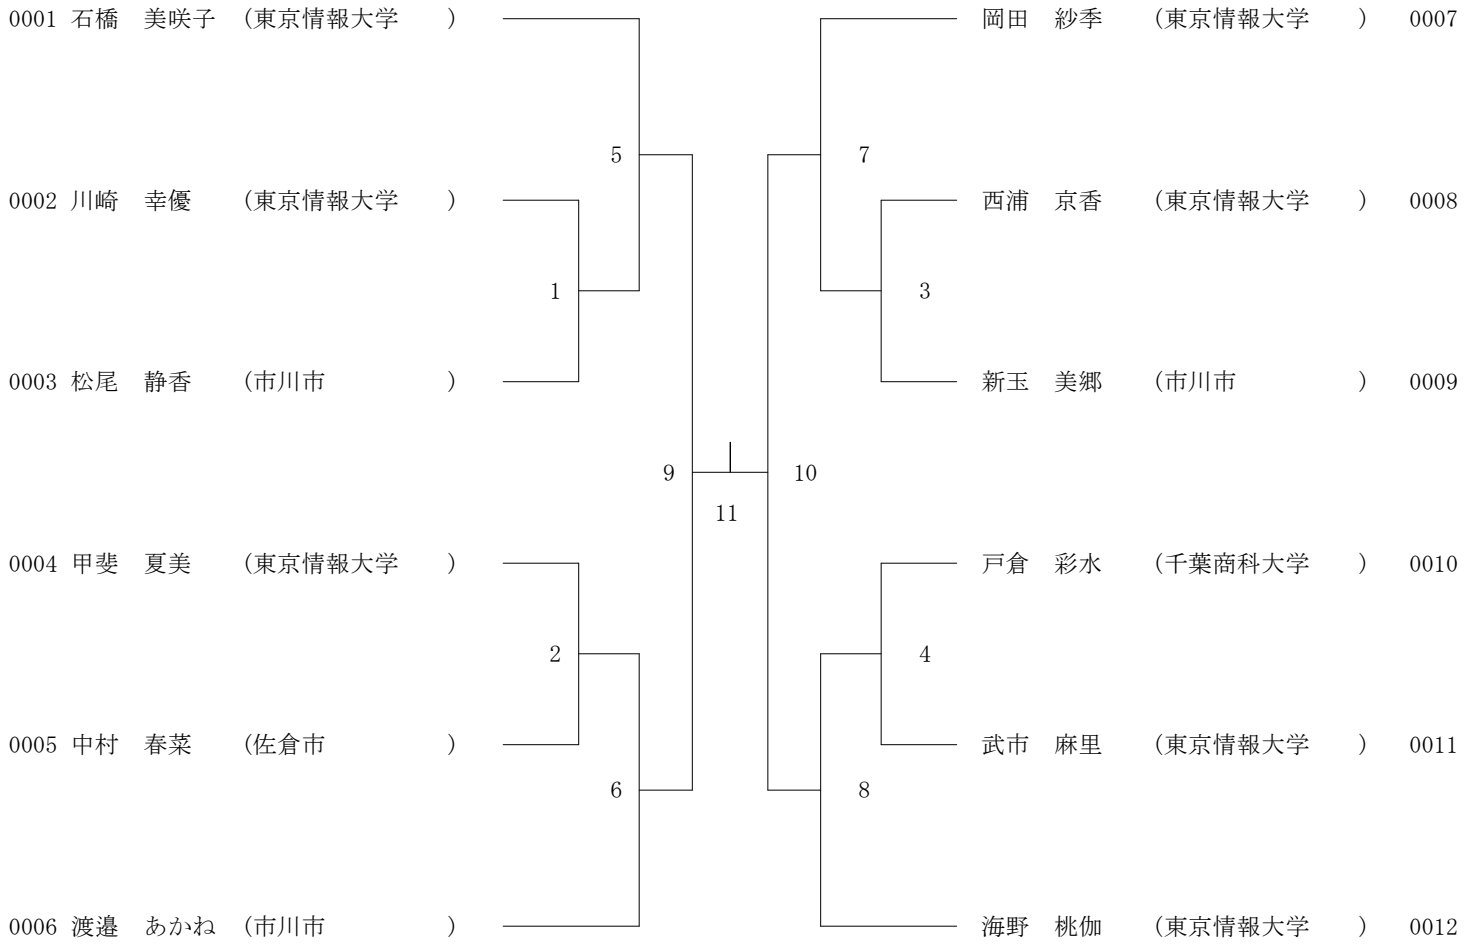 0001 石橋 美咲子 (東京情報大学 ) 岡田 紗季 (東京情報大学 ) 0007
5 7
0002 川崎 幸優 (東京情報大学 ) 西浦 京香 (東京情報大学 ) 0008
1 3
0003 松尾 静香 (市川市 ) 新玉 美郷 (市川市 ) 0009
9 10
11
0004 甲斐 夏美 (東京情報大学 ) 戸倉 彩水 (千葉商科大学 ) 0010
2 4
0005 中村 春菜 (佐倉市 ) 武市 麻里 (東京情報大学 ) 0011
6 8
0006 渡邉 あかね (市川市 ) 海野 桃伽 (東京情報大学 ) 0012